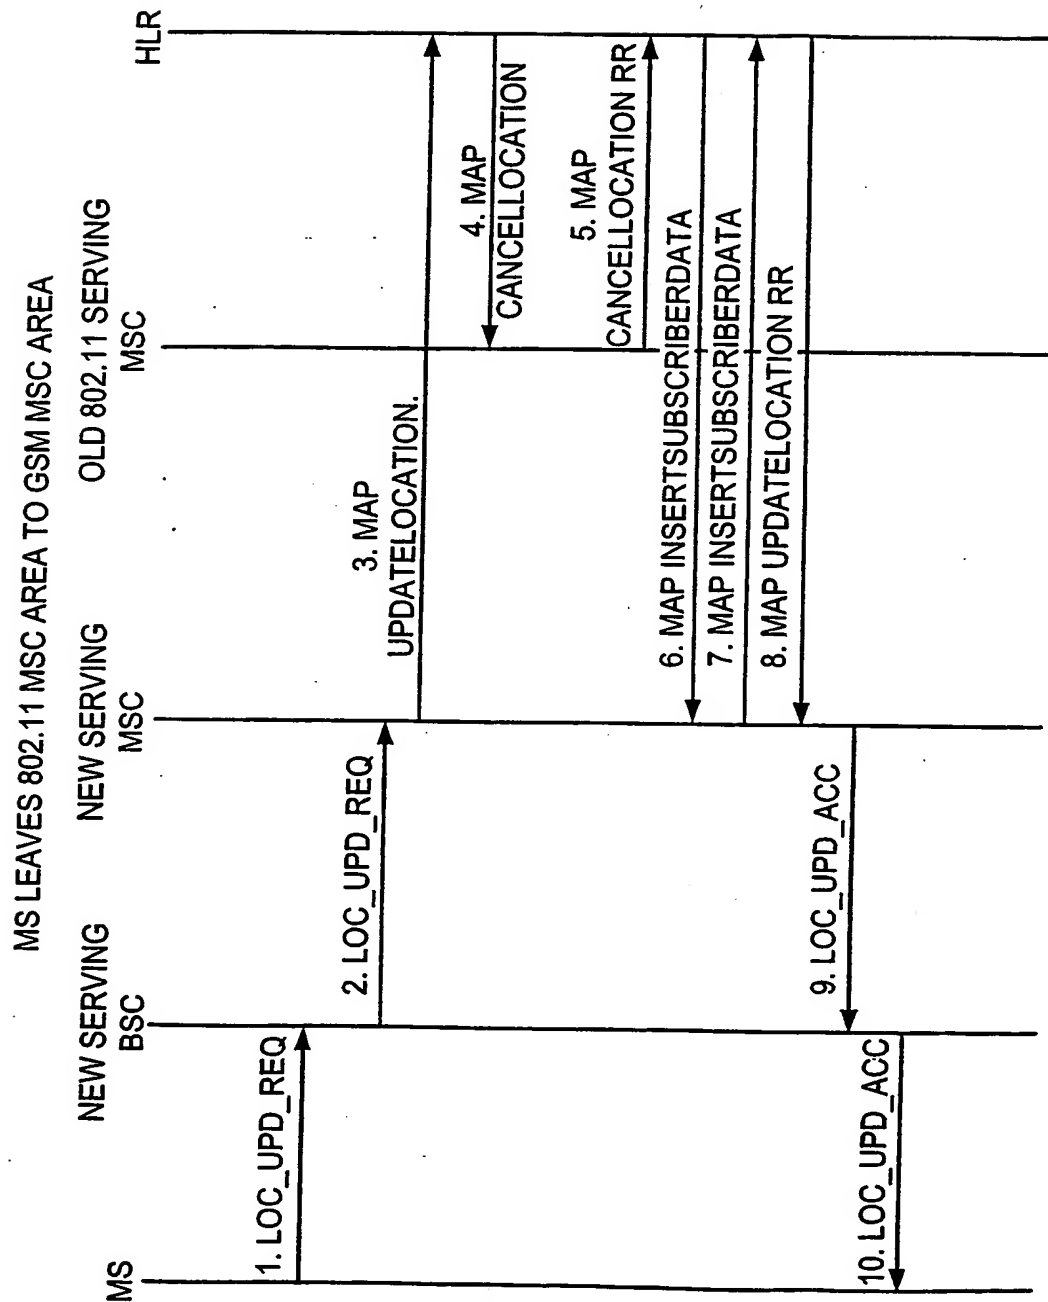 MS LEAVES 802.11 MSC AREA TO GSM MSC AREA
MS
NEW SERVING
BSC
NEW SERVING
MSC
OLD 802.11 SERVING
MSC
HLR
1. LOC_UPD_REQ
2. LOC_UPD_REQ
3. MAP
UPDATELOCATION.
4. MAP
CANCELLOCATION
5. MAP
CANCELLOCATION RR
6. MAP INSERTSUBSCRIBERDATA
7. MAP INSERTSUBSCRIBERDATA
8. MAP UPDATELOCATION RR
9. LOC_UPD_ACC
10. LOC_UPD_ACC